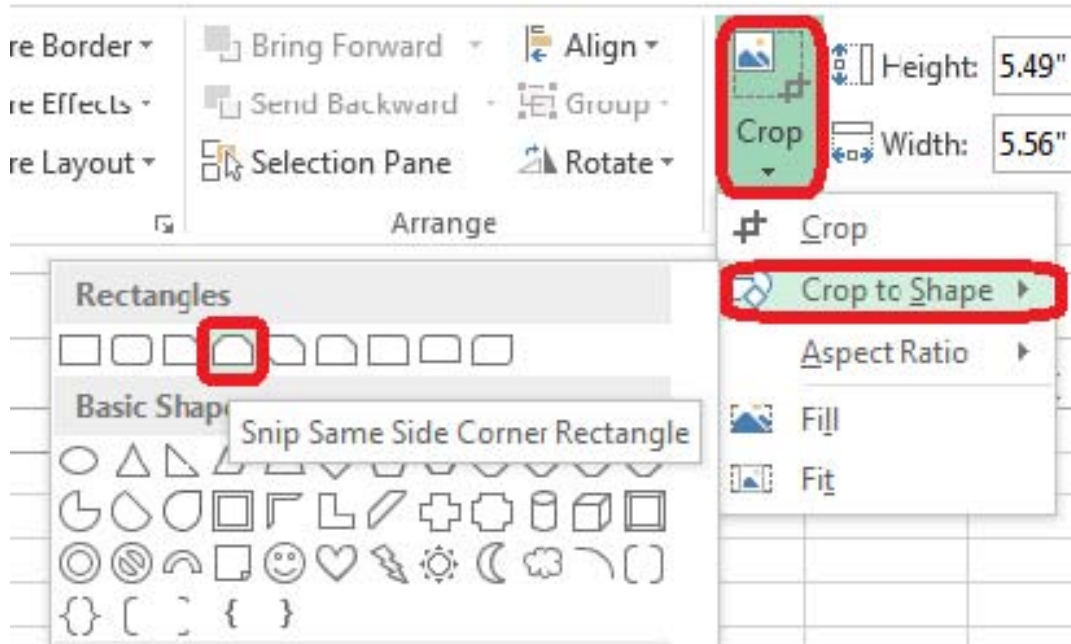 re Border Bring Forward Align Height: 5.49"
re Effects Send Backward Group
Crop Width: 5.56"
re Layout Selection Pane Rotate
Arrange
Crop
Rectangles Crop to Shape
Aspect Ratio
Basic Shap
Snip Same Side Corner Rectangle Fill
Fit